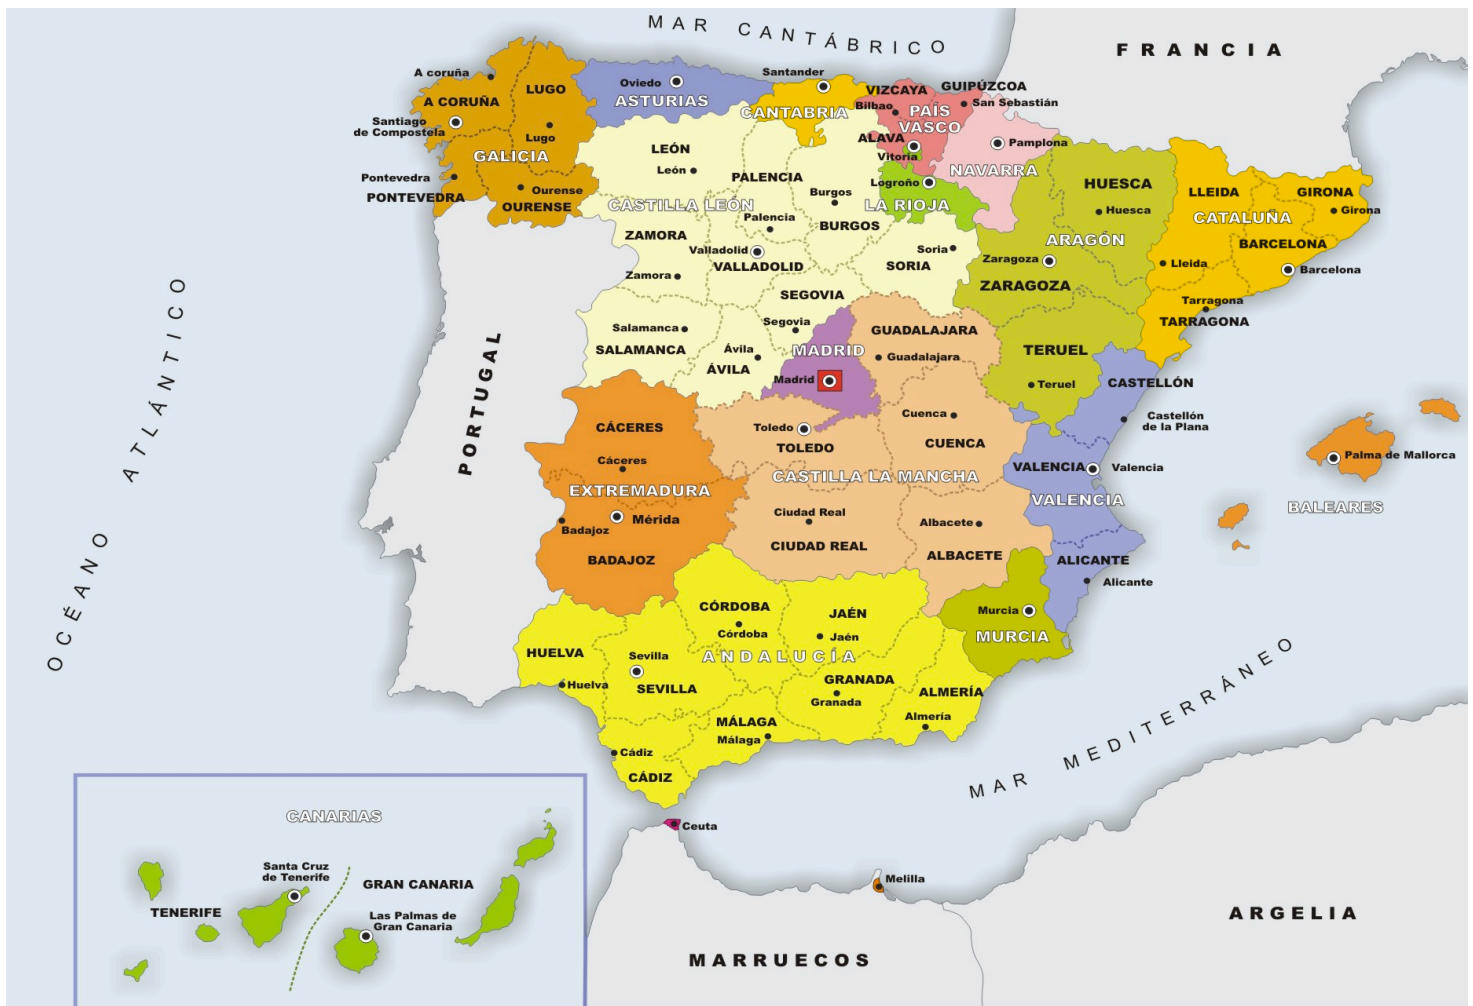 MAR CANTÁBRICO
FRANCIA
A coruña
LUGO
A CORUÑA
Santiago
de Compostela
Lugo
GALICIA
Pontevedra
PONTEVEDRA
Ourense
OURENSE
Oviedo
ASTURIAS
Santander
CANTABRIA
VIZCAYA
GUIPÚZCOA
Bilbao
San Sebastián
PAÍS
VASCO
ALAVA
Vitoria
Pamplona
NAVARRA
Logroño
LA RIOJA
LEÓN
León
PALENCIA
Burgos
CASTILLA LEÓN
Palencia
BURGOS
ZAMORA
Valladolid
VALLADOLID
Zamora
Soria
SORIA
SEGOVIA
Segovia
Salamanca
SALAMANCA
Ávila
ÁVILA
HUESCA
Huesca
ARAGÓN
Zaragoza
ZARAGOZA
TERUEL
Teruel
LLEIDA
GIRONA
Girona
CATALUÑA
BARCELONA
Lleida
Barcelona
Tarragona
TARRAGONA
MADRID
Madrid
GUADALAJARA
Guadalajara
Cuenca
CUENCA
Toledo
TOLEDO
CASTILLA LA MANCHA
Ciudad Real
CIUDAD REAL
Albacete
ALBACETE
CASTELLÓN
Castellón
de la Plana
VALENCIA
Valencia
VALENCIA
ALICANTE
Alicante
Palma de Mallorca
BALEARES
CÁCERES
Cáceres
EXTREMADURA
Mérida
Badajoz
BADAJOZ
PORTUGAL
OCÉANO ATLÁNTICO
Murcia
MURCIA
CÓRDOBA
Córdoba
JAÉN
Jaén
HUELVA
Huelva
Sevilla
SEVILLA
ANDALUCÍA
GRANADA
Granada
ALMERÍA
Almería
MÁLAGA
Málaga
Cádiz
CÁDIZ
MAR MEDITERRÁNEO
Ceuta
Melilla
MARRUECOS
ARGELIA
CANARIAS
Santa Cruz
de Tenerife
TENERIFE
GRAN CANARIA
Las Palmas de
Gran Canaria